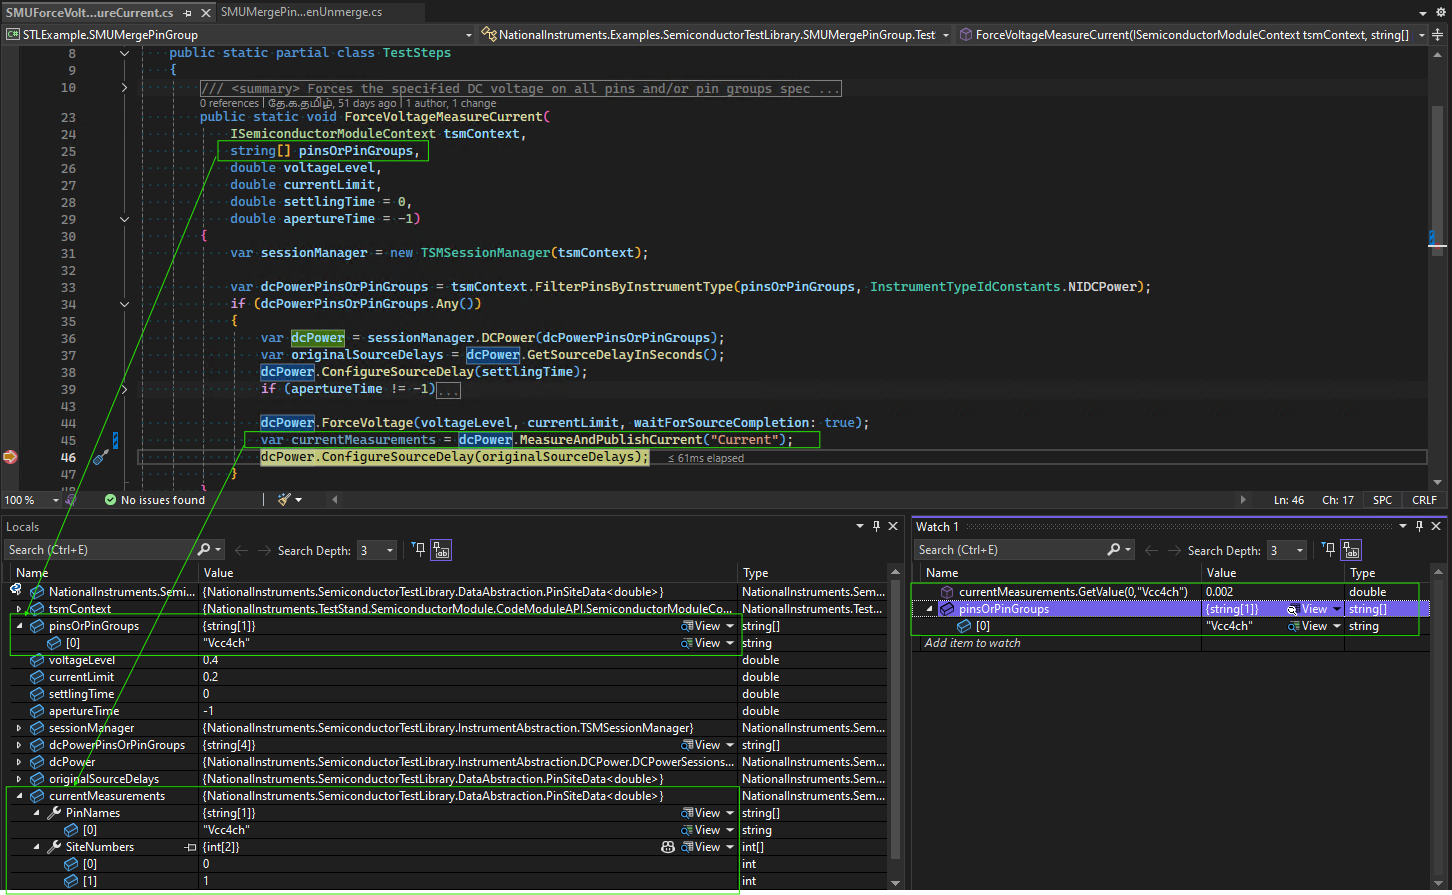 SMUForceVolt...ureCurrent.cs
SMUMergePin...enUnmerge.cs
C# STLExample.SMUMergePinGroup
NationalInstruments.Examples.SemiconductorTestLibrary.SMUMergePinGroup.Test
ForceVoltageMeasureCurrent(ISemiconductorModuleContext tsmContext, string[]
8 public static partial class TestSteps
9 {
10 /// <summary> Forces the specified DC voltage on all pins and/or pin groups spec ...
0 references | தே.க.தமிழ், 51 days ago | 1 author, 1 change
23 public static void ForceVoltageMeasureCurrent(
24 ISemiconductorModuleContext tsmContext,
25 string[] pinsOrPinGroups,
26 double voltageLevel,
27 double currentLimit,
28 double settlingTime = 0,
29 double apertureTime = -1)
30 {
31 var sessionManager = new TSMSessionManager(tsmContext);
32
33 var dcPowerPinsOrPinGroups = tsmContext.FilterPinsByInstrumentType(pinsOrPinGroups, InstrumentTypeIdConstants.NIDCPower);
34 if (dcPowerPinsOrPinGroups.Any())
35 {
36 var dcPower = sessionManager.DCPower(dcPowerPinsOrPinGroups);
37 var originalSourceDelays = dcPower.GetSourceDelayInSeconds();
38 dcPower.ConfigureSourceDelay(settlingTime);
39 if (apertureTime != -1)...
43
44 dcPower.ForceVoltage(voltageLevel, currentLimit, waitForSourceCompletion: true);
45 var currentMeasurements = dcPower.MeasureAndPublishCurrent("Current");
46 dcPower.ConfigureSourceDelay(originalSourceDelays); ≤ 61ms elapsed
47 }
48 }
100 % No issues found Ln: 46 Ch: 17 SPC CRLF
Locals
Search (Ctrl+E) Search Depth: 3
Name Value Type
NationalInstruments.Semi... {NationalInstruments.SemiconductorTestLibrary.DataAbstraction.PinSiteData<double>} NationalInstruments.Sem...
tsmContext {NationalInstruments.TestStand.SemiconductorModule.CodeModuleAPI.SemiconductorModuleCo... NationalInstruments.Test...
pinsOrPinGroups {string[1]} View string[]
[0] "Vcc4ch" View string
voltageLevel 0.4 double
currentLimit 0.2 double
settlingTime 0 double
apertureTime -1 double
sessionManager {NationalInstruments.SemiconductorTestLibrary.InstrumentAbstraction.TSMSessionManager} NationalInstruments.Sem...
dcPowerPinsOrPinGroups {string[4]} View string[]
dcPower {NationalInstruments.SemiconductorTestLibrary.InstrumentAbstraction.DCPower.DCPowerSessions... NationalInstruments.Sem...
originalSourceDelays {NationalInstruments.SemiconductorTestLibrary.DataAbstraction.PinSiteData<double>} NationalInstruments.Sem...
currentMeasurements {NationalInstruments.SemiconductorTestLibrary.DataAbstraction.PinSiteData<double>} NationalInstruments.Sem...
PinNames {string[1]} View string[]
[0] "Vcc4ch" View string
SiteNumbers {int[2]} View int[]
[0] 0 int
[1] 1 int
Watch 1
Search (Ctrl+E) Search Depth: 3
Name Value Type
currentMeasurements.GetValue(0,"Vcc4ch") 0.002 double
pinsOrPinGroups {string[1]} View string[]
[0] "Vcc4ch" View string
Add item to watch